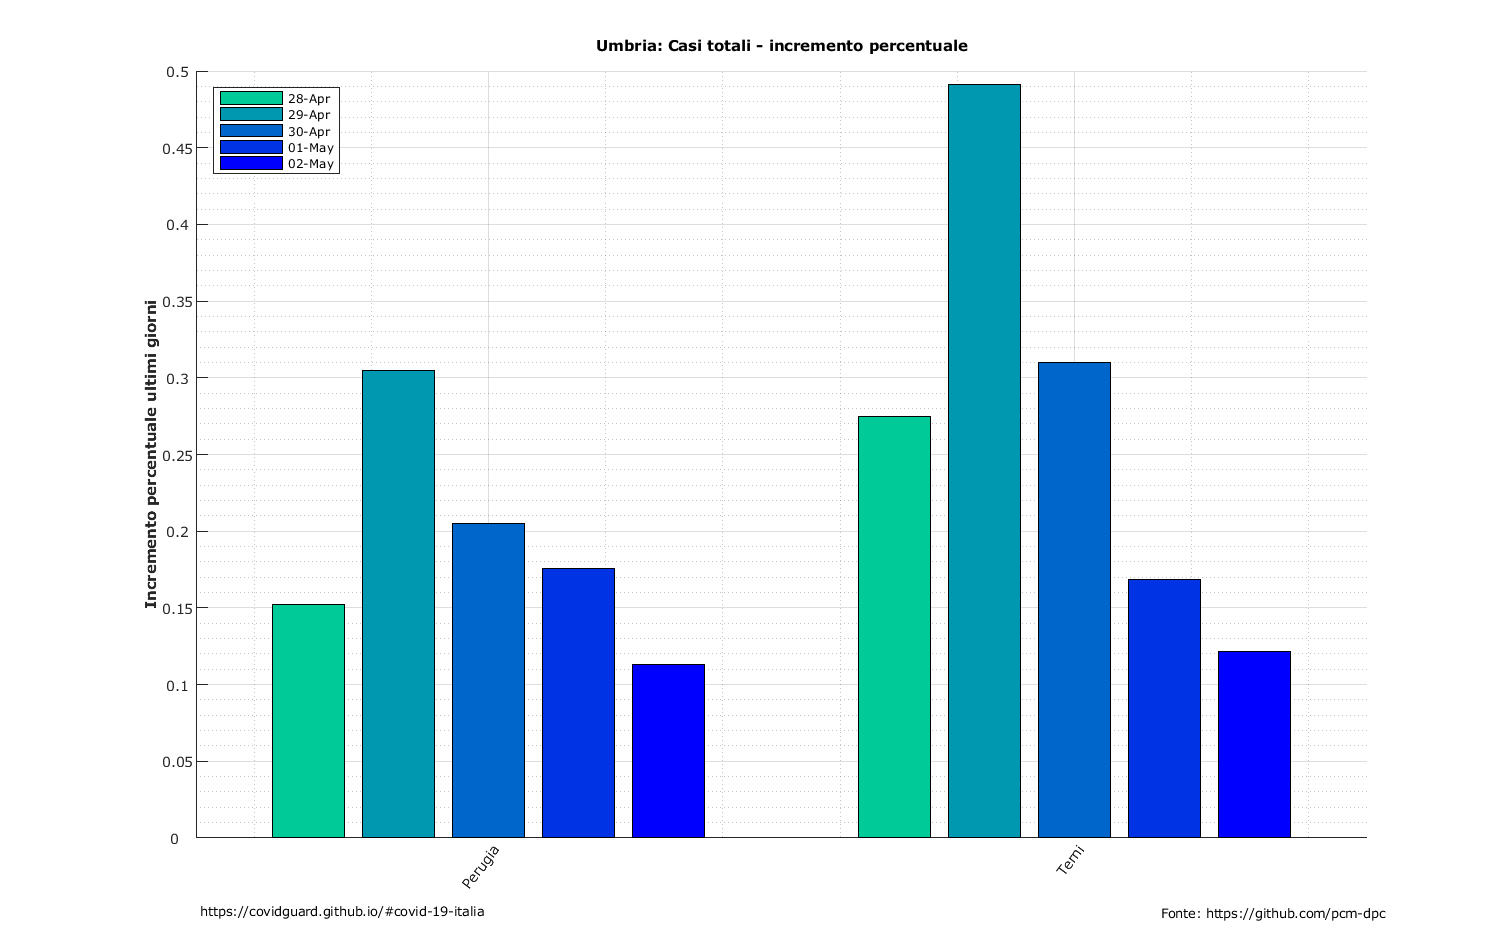 Umbria: Casi totali - incremento percentuale
28-Apr
29-Apr
30-Apr
01-May
02-May
Incremento percentuale ultimi giorni
0.5
0.45
0.4
0.35
0.3
0.25
0.2
0.15
0.1
0.05
0
Perugia
Terni
https://covidguard.github.io/#covid-19-italia
Fonte: https://github.com/pcm-dpc